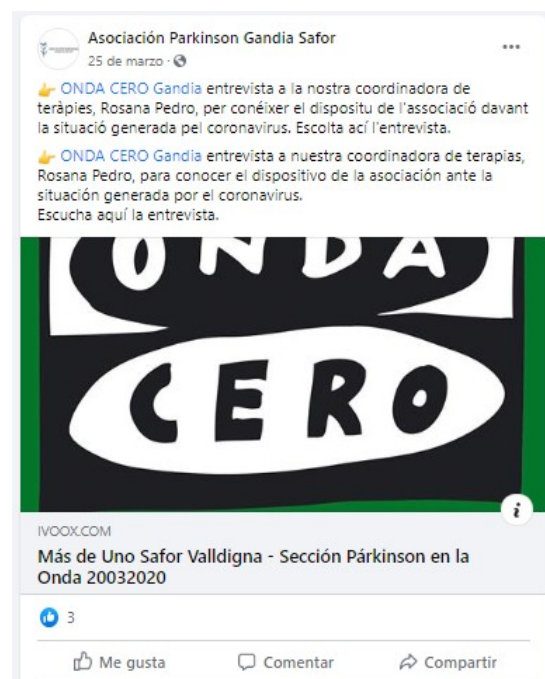 Asociación Parkinson Gandia Safor
25 de marzo ·
ONDA CERO Gandia entrevista a la nostra coordinadora de
teràpies, Rosana Pedro, per conéixer el dispositu de l'associació davant
la situació generada pel coronavirus. Escolta ací l'entrevista.
ONDA CERO Gandia entrevista a nuestra coordinadora de terapias,
Rosana Pedro, para conocer el dispositivo de la asociación ante la
situación generada por el coronavirus.
Escucha aquí la entrevista.
ONDA
CERO
IVOOX.COM
Más de Uno Safor Valldigna - Sección Párkinson en la
Onda 20032020
3
Me gusta
Comentar
Compartir